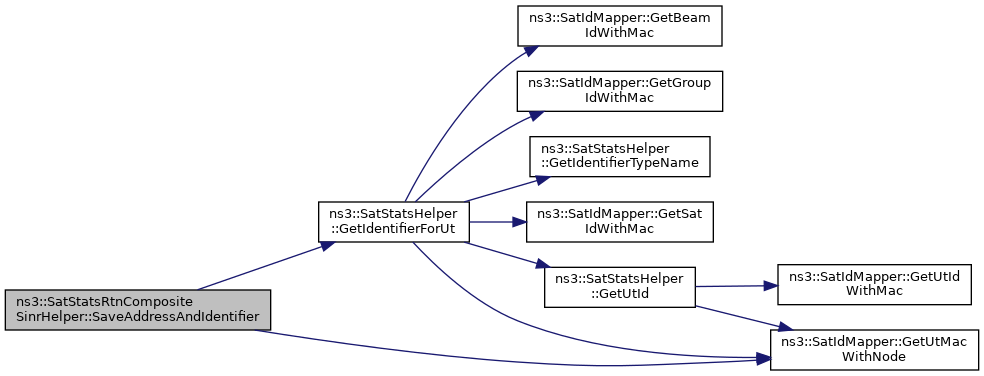 ns3::SatIdMapper::GetBeam
IdWithMac
ns3::SatIdMapper::GetGroup
IdWithMac
ns3::SatStatsHelper
::GetIdentifierTypeName
ns3::SatStatsHelper
::GetIdentifierForUt
ns3::SatIdMapper::GetSat
IdWithMac
ns3::SatStatsHelper
::GetUtId
ns3::SatIdMapper::GetUtId
WithMac
ns3::SatStatsRtnComposite
SinrHelper::SaveAddressAndIdentifier
ns3::SatIdMapper::GetUtMac
WithNode